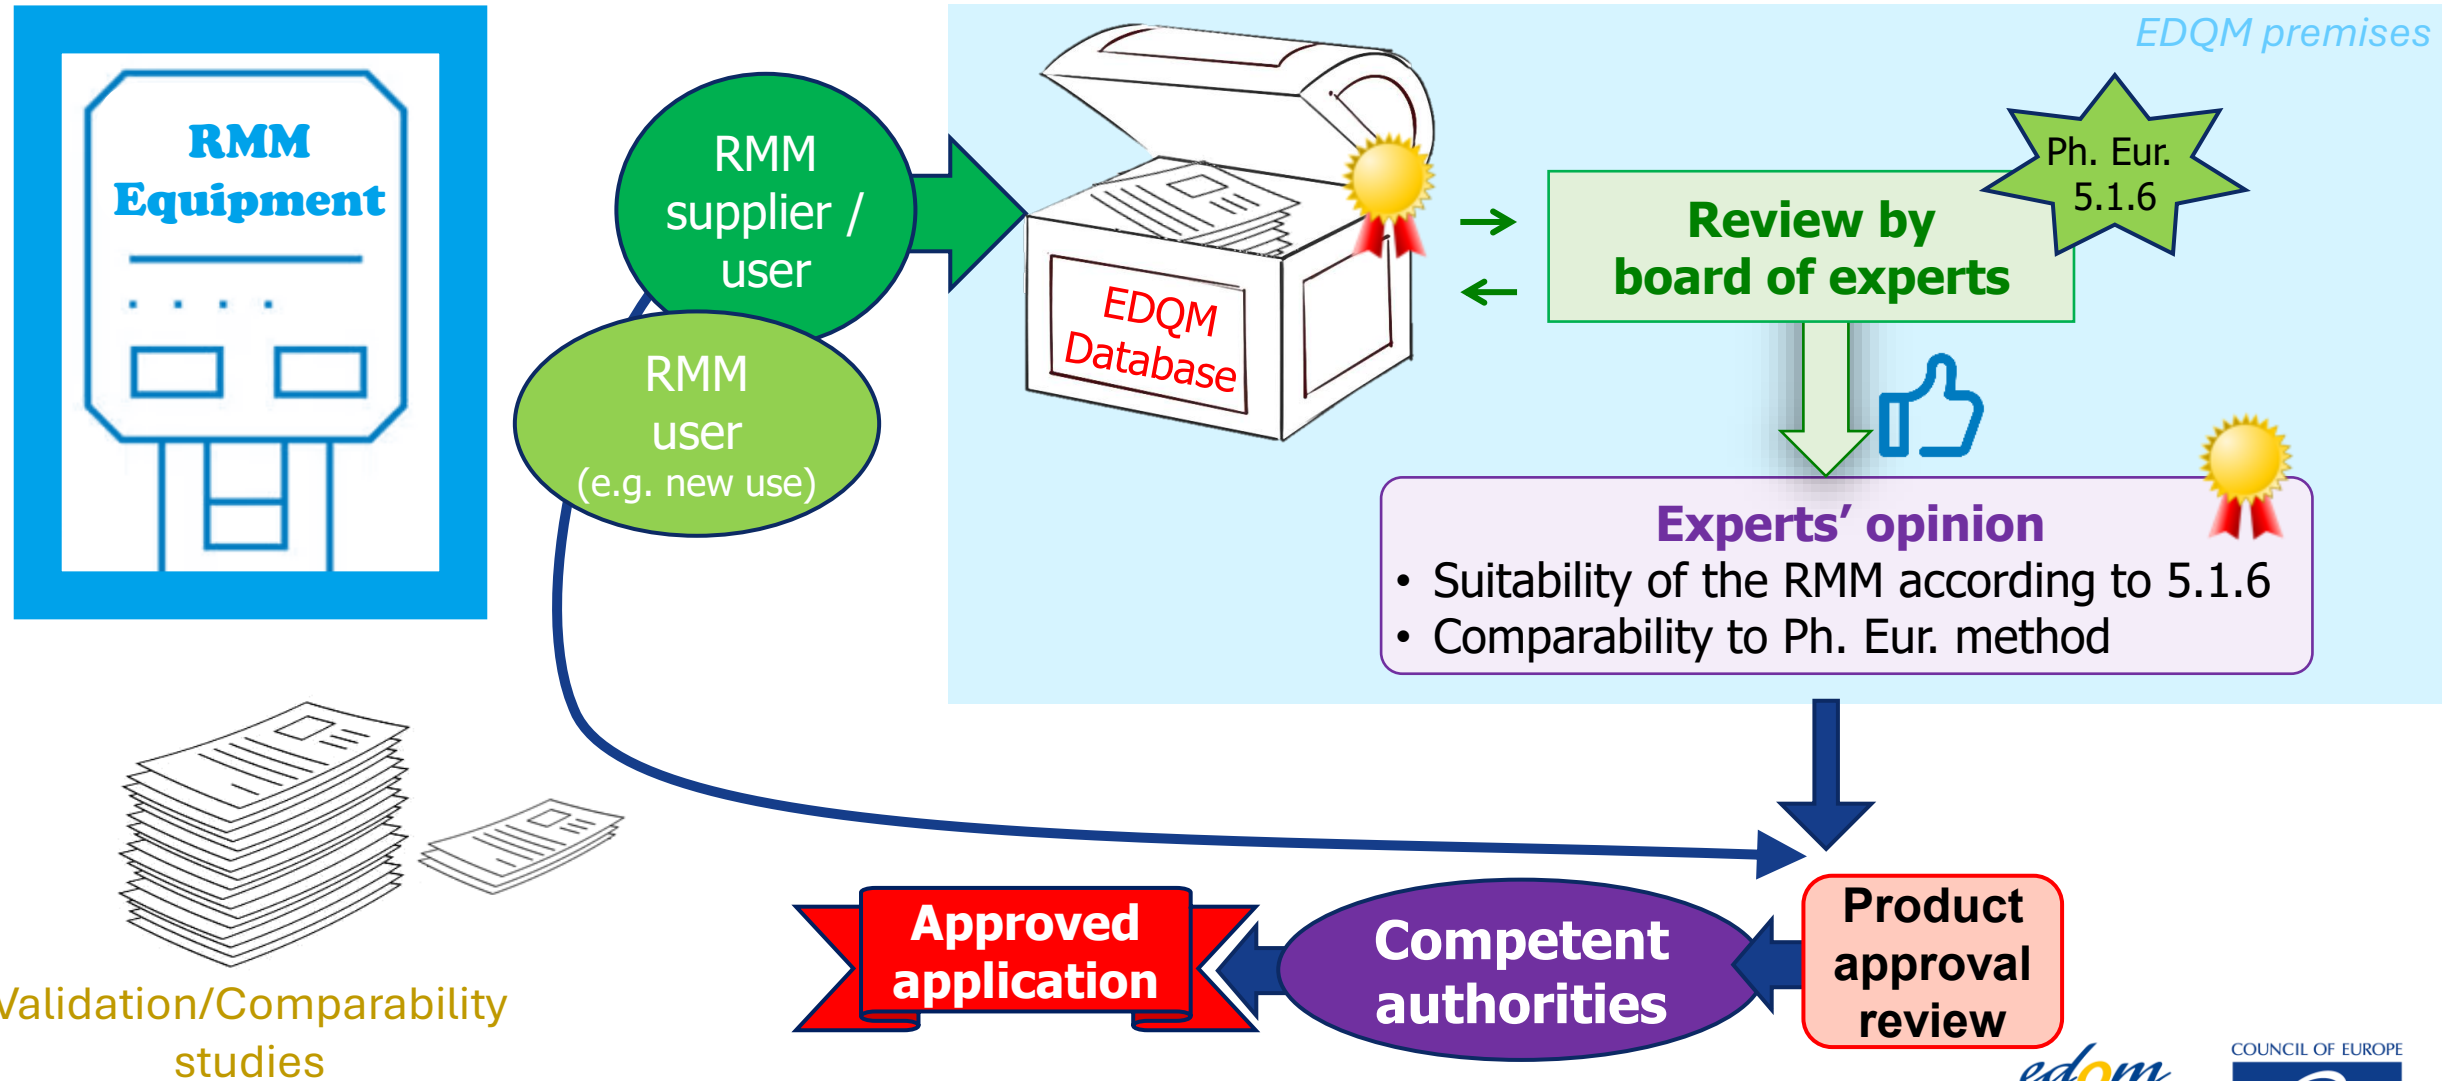 EDQM premises
RMM
Equipment
RMM
supplier /
user
RMM
user
(e.g. new use)
EDQM
Database
Review by
board of experts
Ph. Eur.
5.1.6
Experts’ opinion
• Suitability of the RMM according to 5.1.6
• Comparability to Ph. Eur. method
Validation/Comparability
studies
Approved
application
Competent
authorities
Product
approval
review
edqm
COUNCIL OF EUROPE